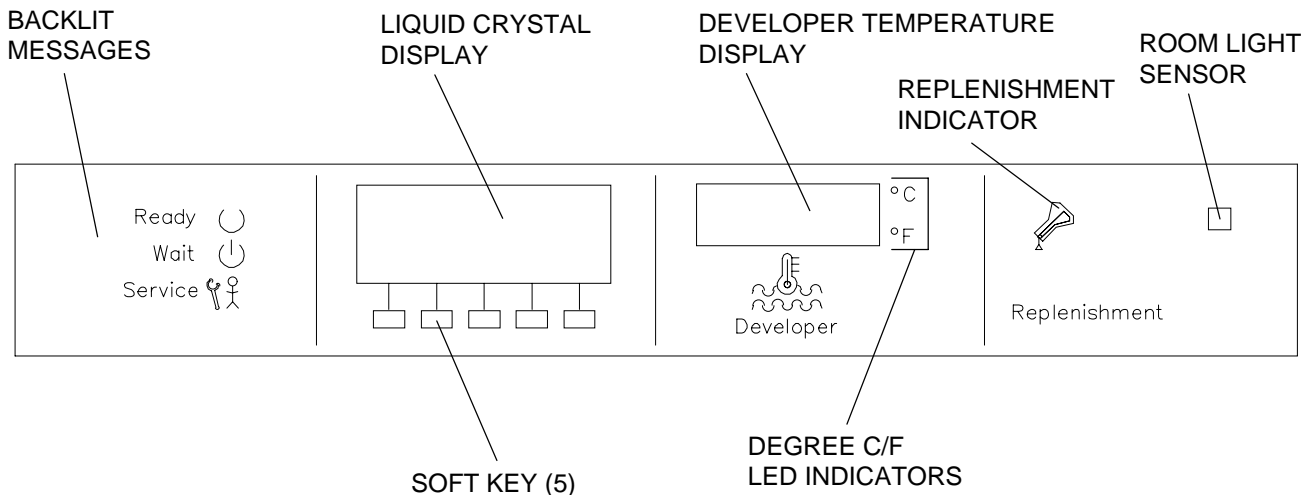 BACKLIT
MESSAGES
LIQUID CRYSTAL
DISPLAY
DEVELOPER TEMPERATURE
DISPLAY
REPLENISHMENT
INDICATOR
ROOM LIGHT
SENSOR
Ready
Wait
Service
°C
°F
Developer
Replenishment
SOFT KEY (5)
DEGREE C/F
LED INDICATORS